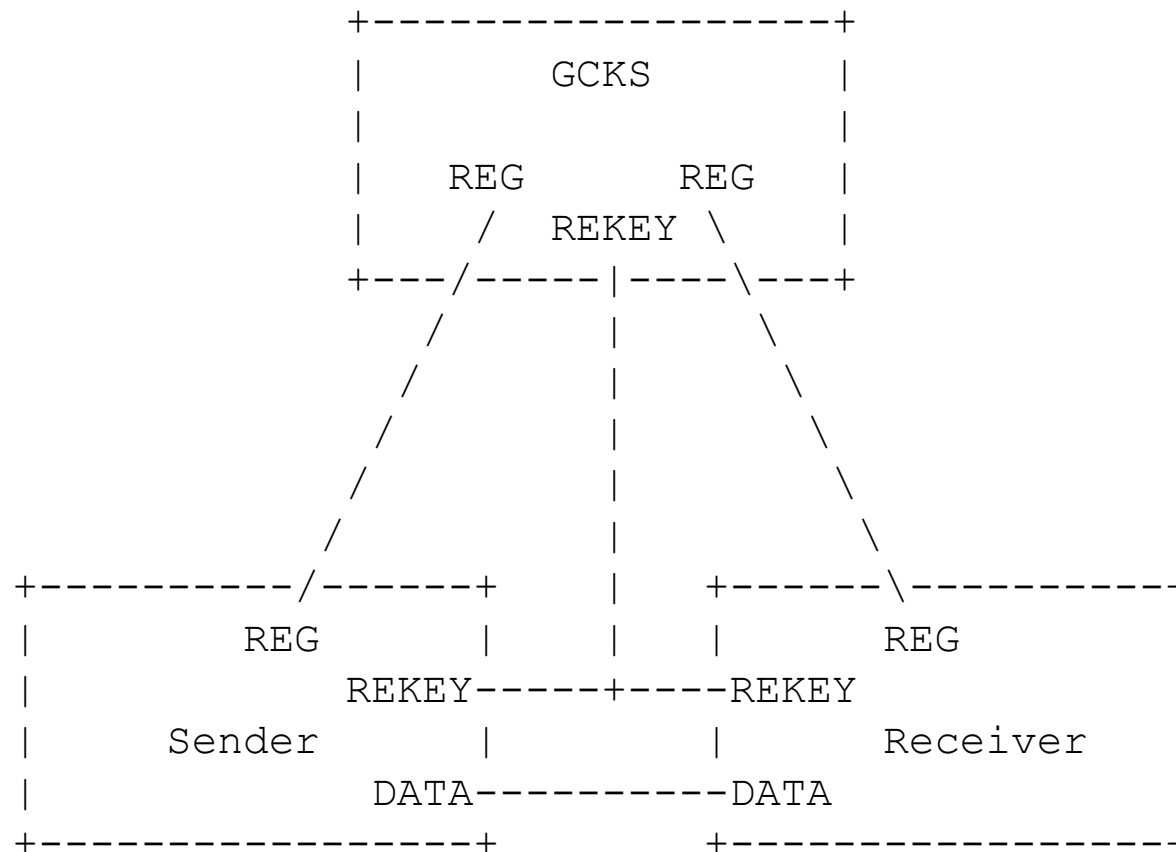 GCKS
REG REG
REKEY
REG REG
REKEY REKEY
Sender Receiver
DATA DATA